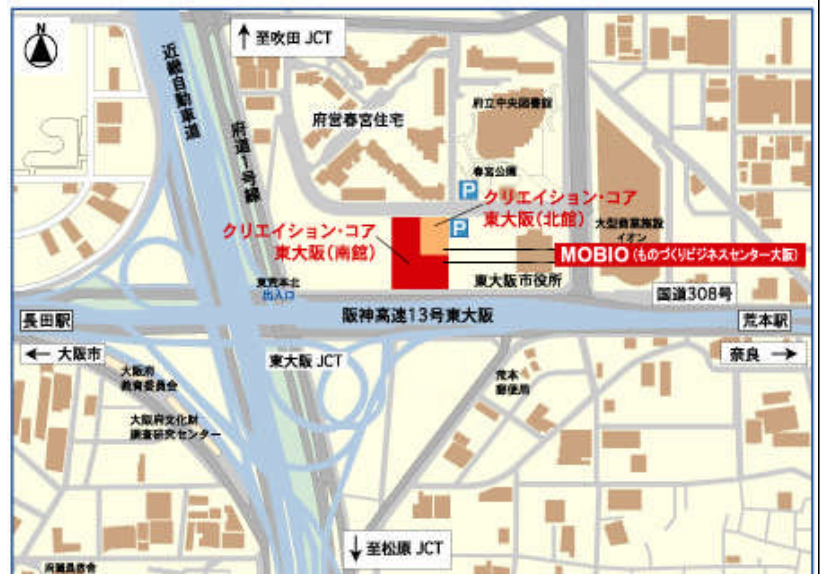 N
至吹田 JCT
近畿自動車道
府道1号線
府営春宮住宅
府立中央図書館
春宮公園
P
クリエイション・コア
東大阪(北館)
P
クリエイション・コア
東大阪(南館)
大型商業施設
イオン
MOBIO(ものづくりビジネスセンター大阪)
東大阪市役所
東荒本北
出入口
国道308号
長田駅
阪神高速13号東大阪
荒本駅
← 大阪市
東大阪 JCT
奈良 →
大阪府
教育委員会
荒本
郵便局
大阪府文化財
調査研究センター
至松原 JCT
府職員宿舎